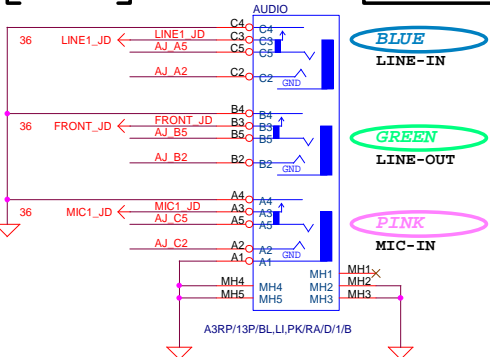 AUDIO
C4 C4
36 LINE1_JD LINE1_JD C3 C3 BLUE
AJ_A5 C5 C5
LINE-IN
AJ_A2 C2 C2
GND
B4 B4
36 FRONT_JD FRONT_JD B3 B3 GREEN
AJ_B5 B5 B5
LINE-OUT
AJ_B2 B2 B2
GND
A4 A4
36 MIC1_JD MIC1_JD A3 A3 PINK
AJ_C5 A5 A5
MIC-IN
AJ_C2 A2 A2
GND
A1 A1
MH1 MH1
MH4 MH4 MH2 MH2
MH5 MH5 MH3 MH3
A3RP/13P/BL,LI,PK/RA/D/1/B